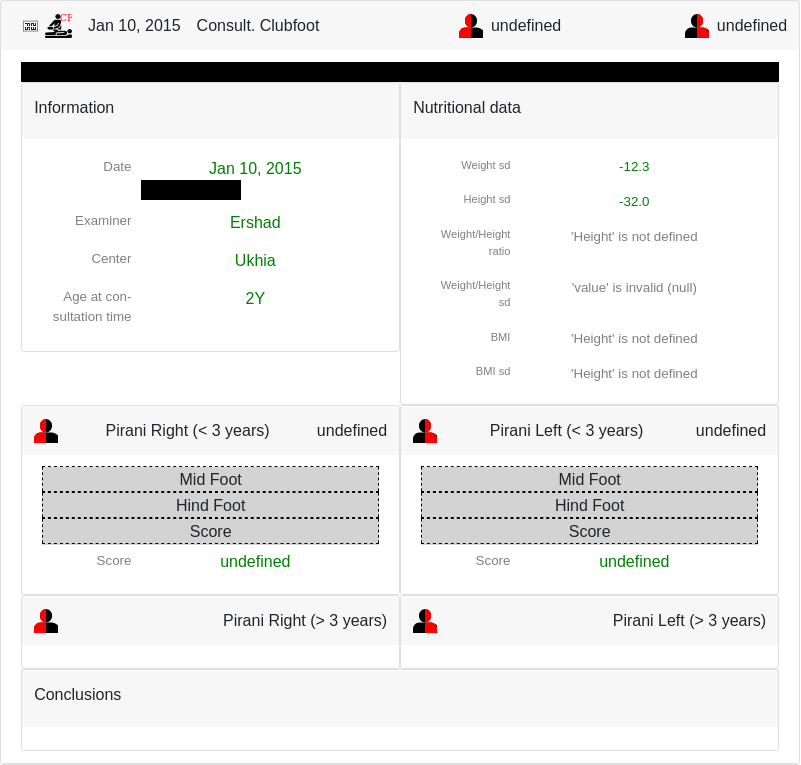 CF Jan 10, 2015 Consult. Clubfoot undefined undefined
Information
Date Jan 10, 2015
Examiner Ershad
Center Ukhia
Age at con-
sultation time 2Y
Nutritional data
Weight sd -12.3
Height sd -32.0
Weight/Height
ratio 'Height' is not defined
Weight/Height
sd 'value' is invalid (null)
BMI 'Height' is not defined
BMI sd 'Height' is not defined
Pirani Right (< 3 years) undefined
Mid Foot
Hind Foot
Score
Score undefined
Pirani Left (< 3 years) undefined
Mid Foot
Hind Foot
Score
Score undefined
Pirani Right (> 3 years)
Pirani Left (> 3 years)
Conclusions